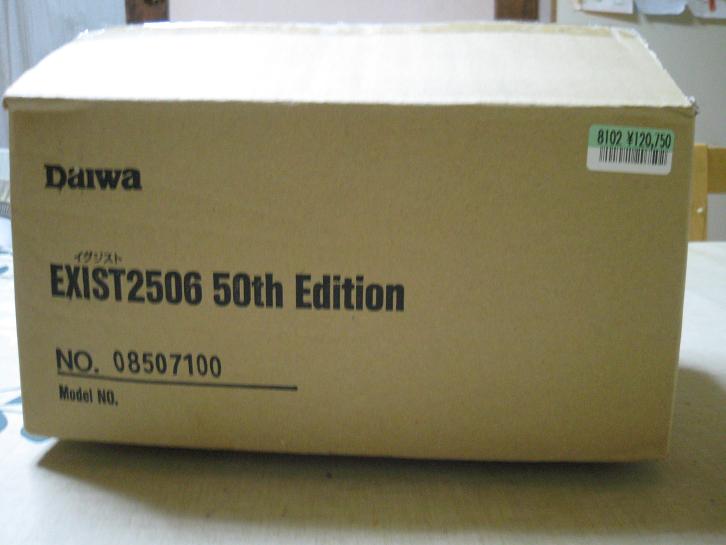 8102 ¥120,750
Daiwa
イグジスト
EXIST2506 50th Edition
NO. 08507100
Model NO.